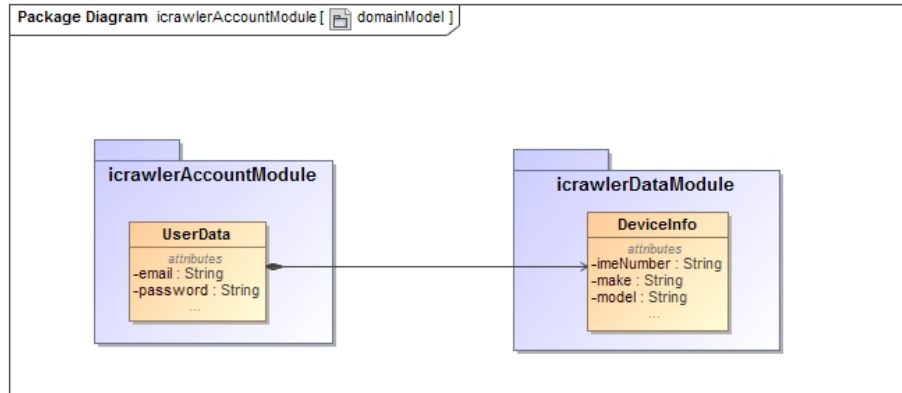 Package Diagram icrawlerAccountModule [ domainModel ]
icrawlerAccountModule
UserData
attributes
-email : String
-password : String
...
icrawlerDataModule
DeviceInfo
attributes
-imeNumber : String
-make : String
-model : String
...